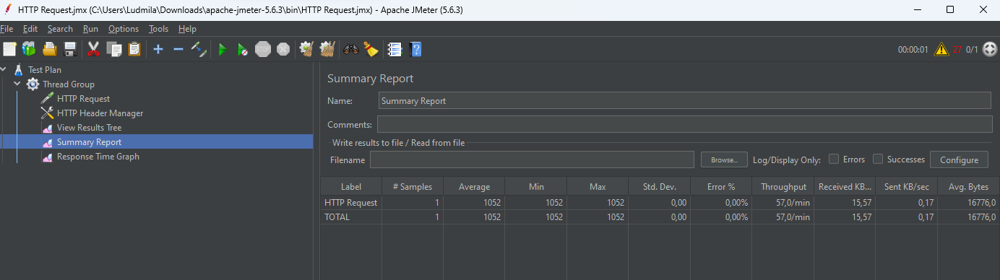 HTTP Request.jmx (C:\Users\Ludmila\Downloads\apache-jmeter-5.6.3\bin\HTTP Request.jmx) - Apache JMeter (5.6.3)
File Edit Search Run Options Tools Help
00:00:01 27 0/1
Test Plan
Thread Group
HTTP Request
HTTP Header Manager
View Results Tree
Summary Report
Response Time Graph
Summary Report
Name: Summary Report
Comments:
Write results to file / Read from file
Filename Browse... Log/Display Only: Errors Successes Configure
Label # Samples Average Min Max Std. Dev. Error % Throughput Received KB... Sent KB/sec Avg. Bytes
HTTP Request 1 1052 1052 1052 0,00 0,00% 57,0/min 15,57 0,17 16776,0
TOTAL 1 1052 1052 1052 0,00 0,00% 57,0/min 15,57 0,17 16776,0